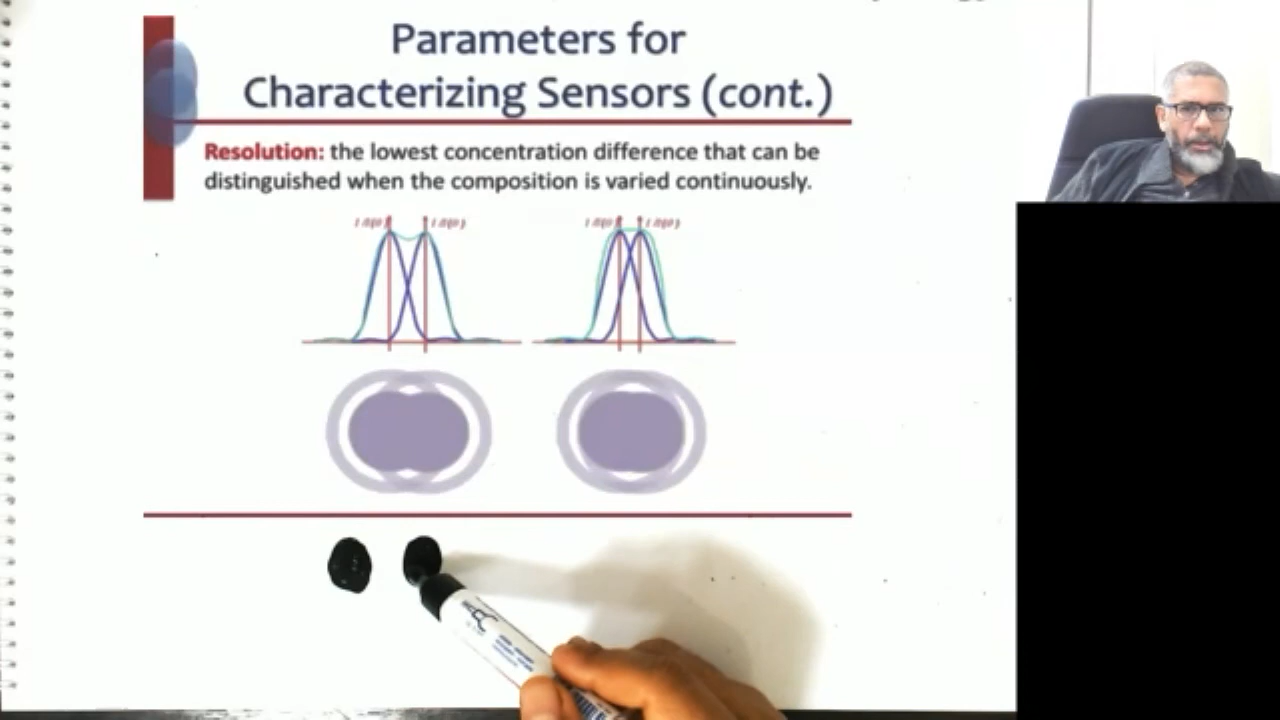 Parameters for
Characterizing Sensors (cont.)
Resolution: the lowest concentration difference that can be
distinguished when the composition is varied continuously.